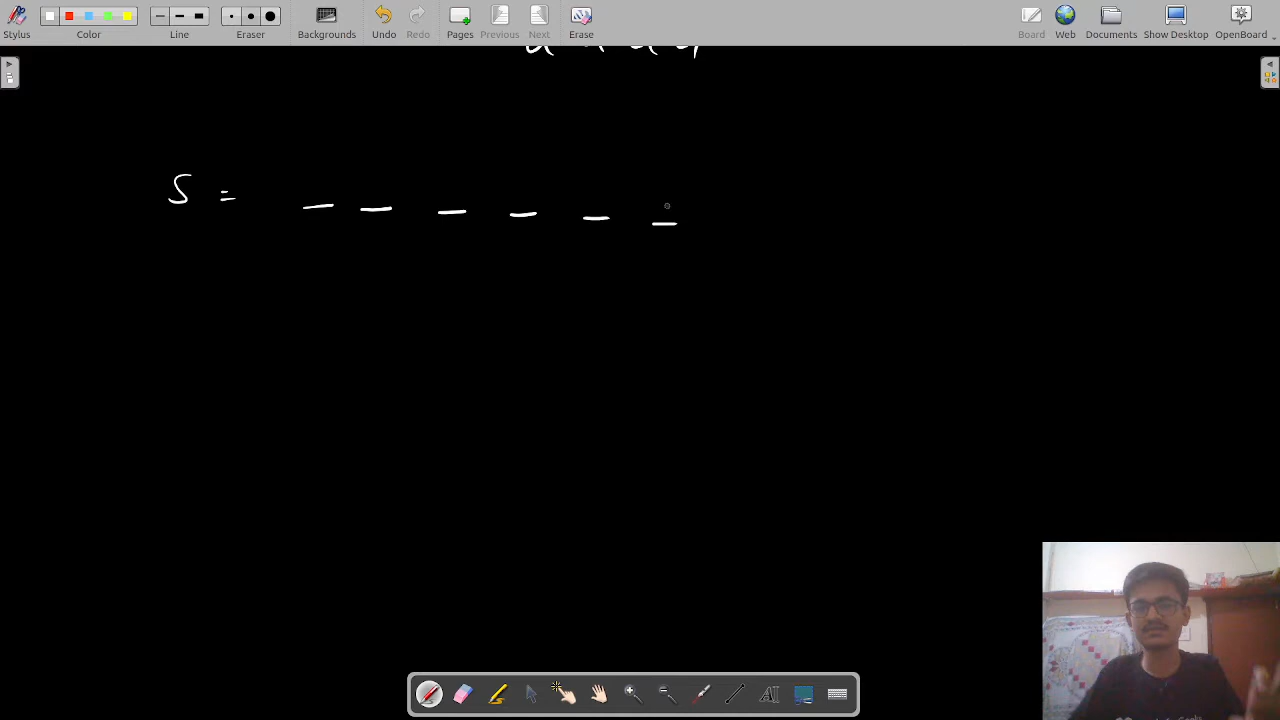 Stylus
Color
Line
Eraser
Backgrounds
Undo
Redo
Pages
Previous
Next
Erase
Board
Web
Documents
Show Desktop
OpenBoard
S = _ _ _ _ _ _